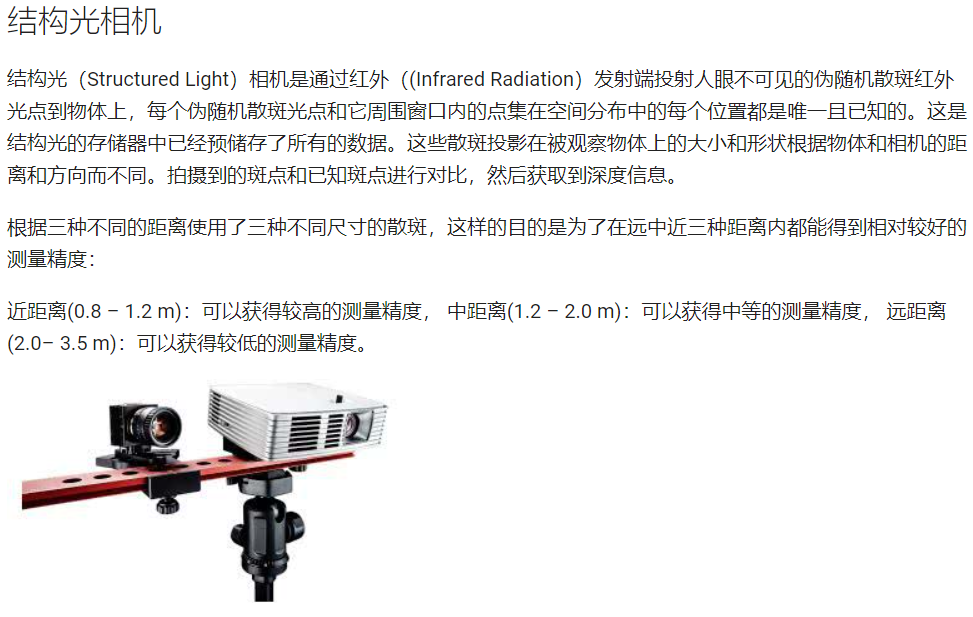 结构光相机
结构光（Structured Light）相机是通过红外（(Infrared Radiation）发射端投射人眼不可见的伪随机散斑红外
光点到物体上，每个伪随机散斑光点和它周围窗口内的点集在空间分布中的每个位置都是唯一且已知的。这是
结构光的存储器中已经预储存了所有的数据。这些散斑投影在被观察物体上的大小和形状根据物体和相机的距
离和方向而不同。拍摄到的斑点和已知斑点进行对比，然后获取到深度信息。
根据三种不同的距离使用了三种不同尺寸的散斑，这样的目的是为了在远中近三种距离内都能得到相对较好的
测量精度：
近距离(0.8 – 1.2 m)：可以获得较高的测量精度， 中距离(1.2 – 2.0 m)：可以获得中等的测量精度， 远距离
(2.0– 3.5 m)：可以获得较低的测量精度。